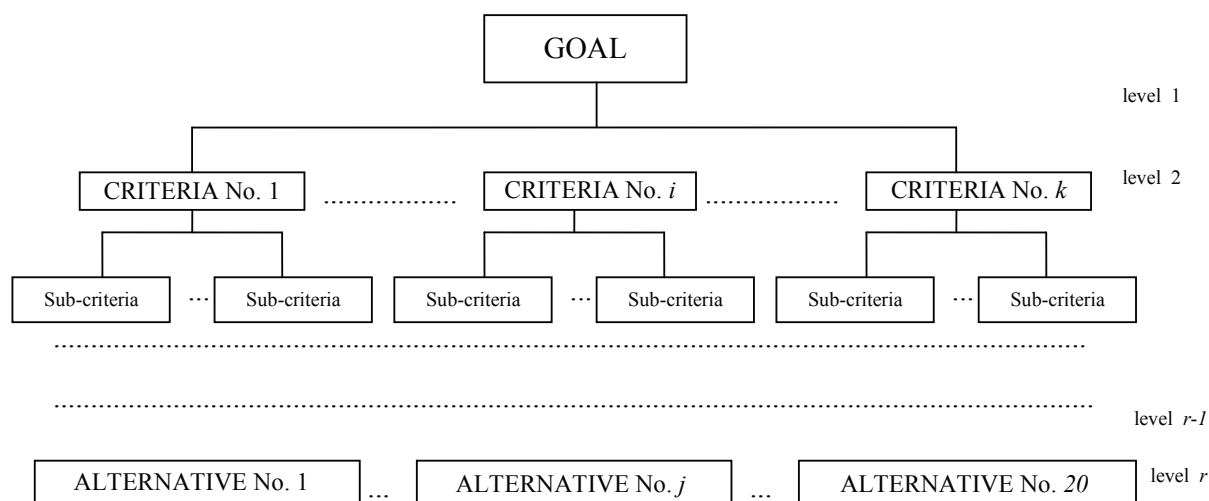 GOAL
level 1
CRITERIA No. 1 ............... CRITERIA No. i ............... CRITERIA No. k level 2
Sub-criteria ... Sub-criteria Sub-criteria ... Sub-criteria Sub-criteria ... Sub-criteria
level r-1
ALTERNATIVE No. 1 ... ALTERNATIVE No. j ... ALTERNATIVE No. 20 level r